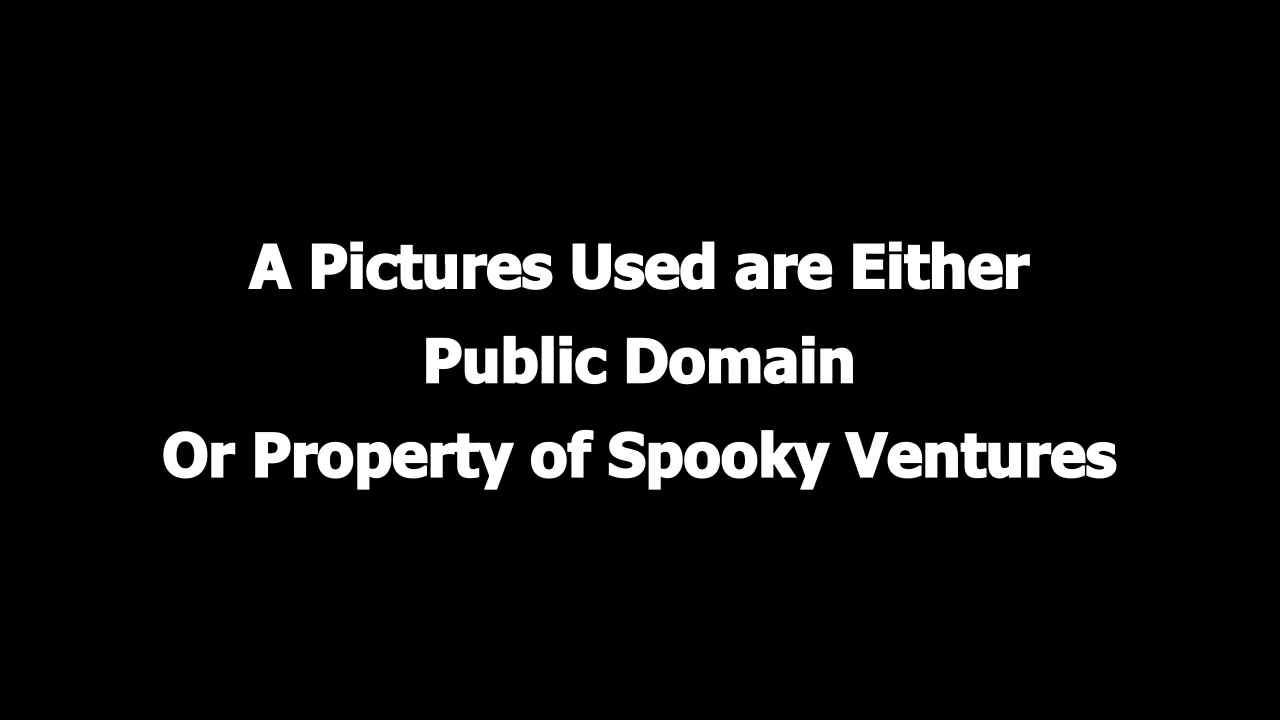 A Pictures Used are Either
Public Domain
Or Property of Spooky Ventures